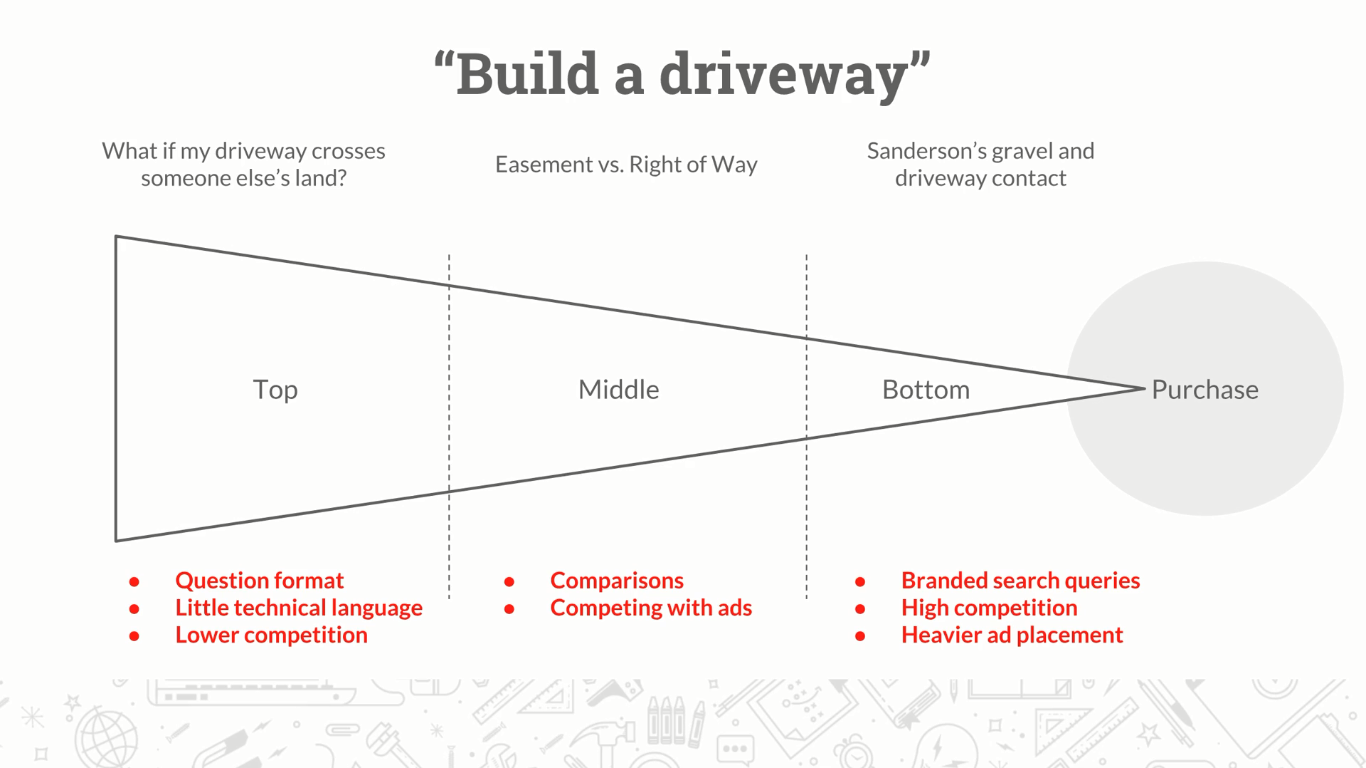 “Build a driveway”
What if my driveway crosses
someone else’s land?
Easement vs. Right of Way
Sanderson’s gravel and
driveway contact
Top
Middle
Bottom
Purchase
● Question format
● Little technical language
● Lower competition
● Comparisons
● Competing with ads
● Branded search queries
● High competition
● Heavier ad placement